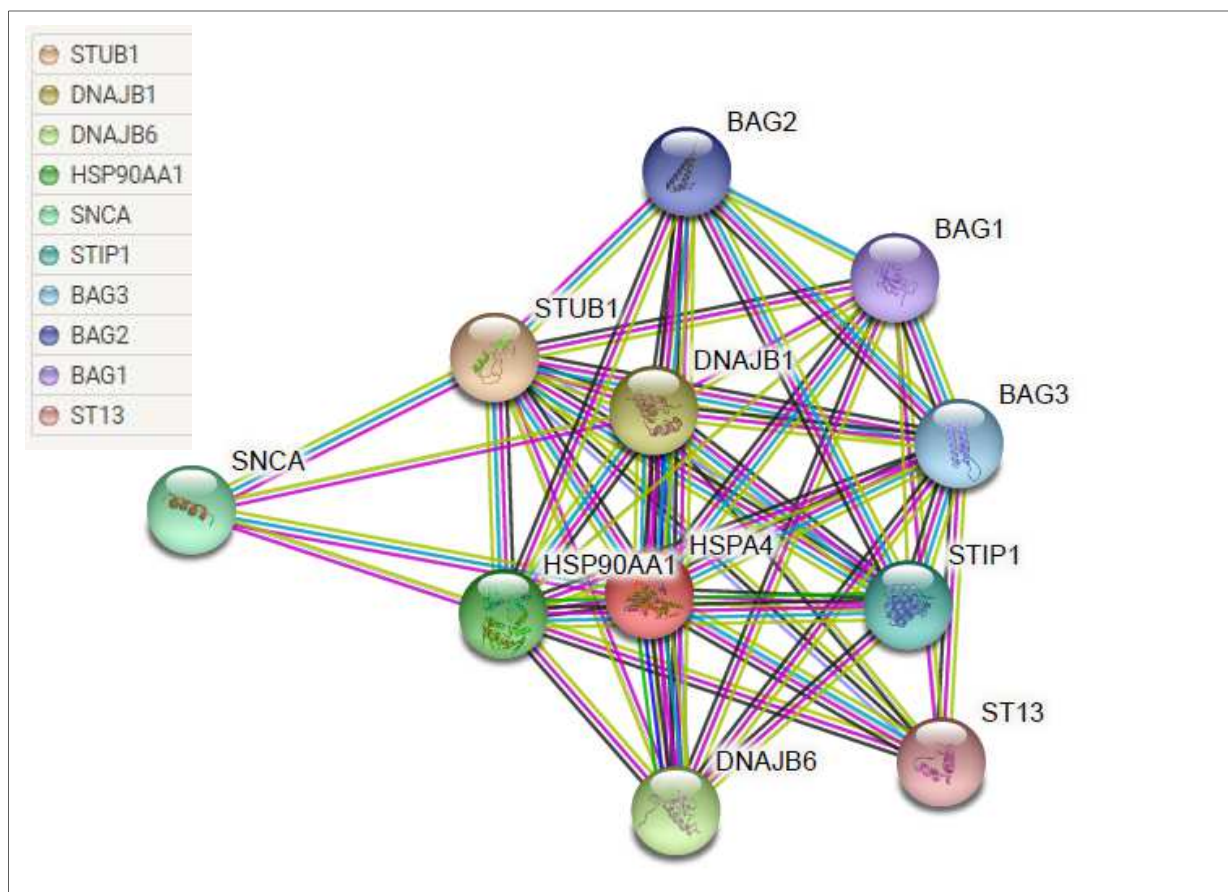 STUB1
DNAJB1
DNAJB6
HSP90AA1
SNCA
STIP1
BAG3
BAG2
BAG1
ST13
BAG2
BAG1
STUB1
DNAJB1
BAG3
SNCA
HSP90AA1
HSPA4
STIP1
ST13
DNAJB6